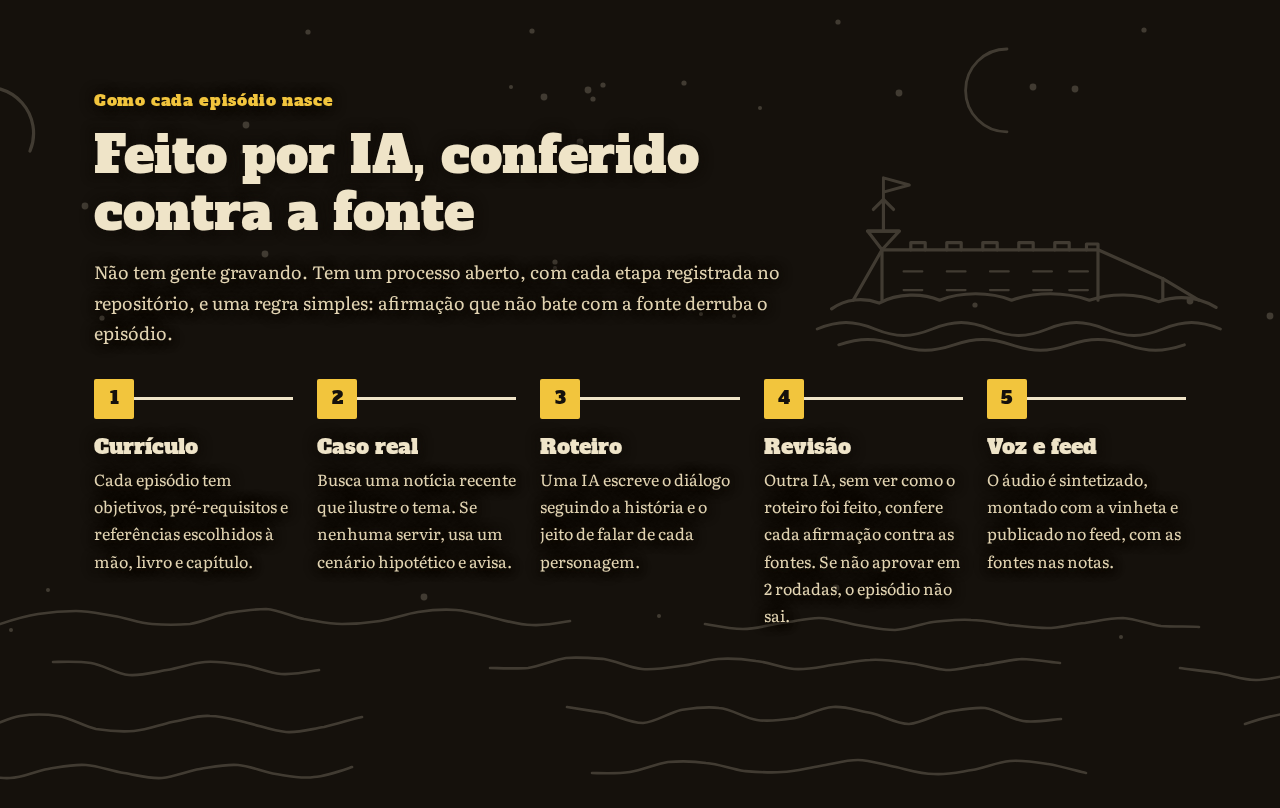 Como cada episódio nasce
Feito por IA, conferido
contra a fonte
Não tem gente gravando. Tem um processo aberto, com cada etapa registrada no
repositório, e uma regra simples: afirmação que não bate com a fonte derruba o
episódio.
1
Currículo
Cada episódio tem
objetivos, pré-requisitos e
referências escolhidos à
mão, livro e capítulo.
2
Caso real
Busca uma notícia recente
que ilustre o tema. Se
nenhuma servir, usa um
cenário hipotético e avisa.
3
Roteiro
Uma IA escreve o diálogo
seguindo a história e o
jeito de falar de cada
personagem.
4
Revisão
Outra IA, sem ver como o
roteiro foi feito, confere
cada afirmação contra as
fontes. Se não aprovar em
2 rodadas, o episódio não
sai.
5
Voz e feed
O áudio é sintetizado,
montado com a vinheta e
publicado no feed, com as
fontes nas notas.